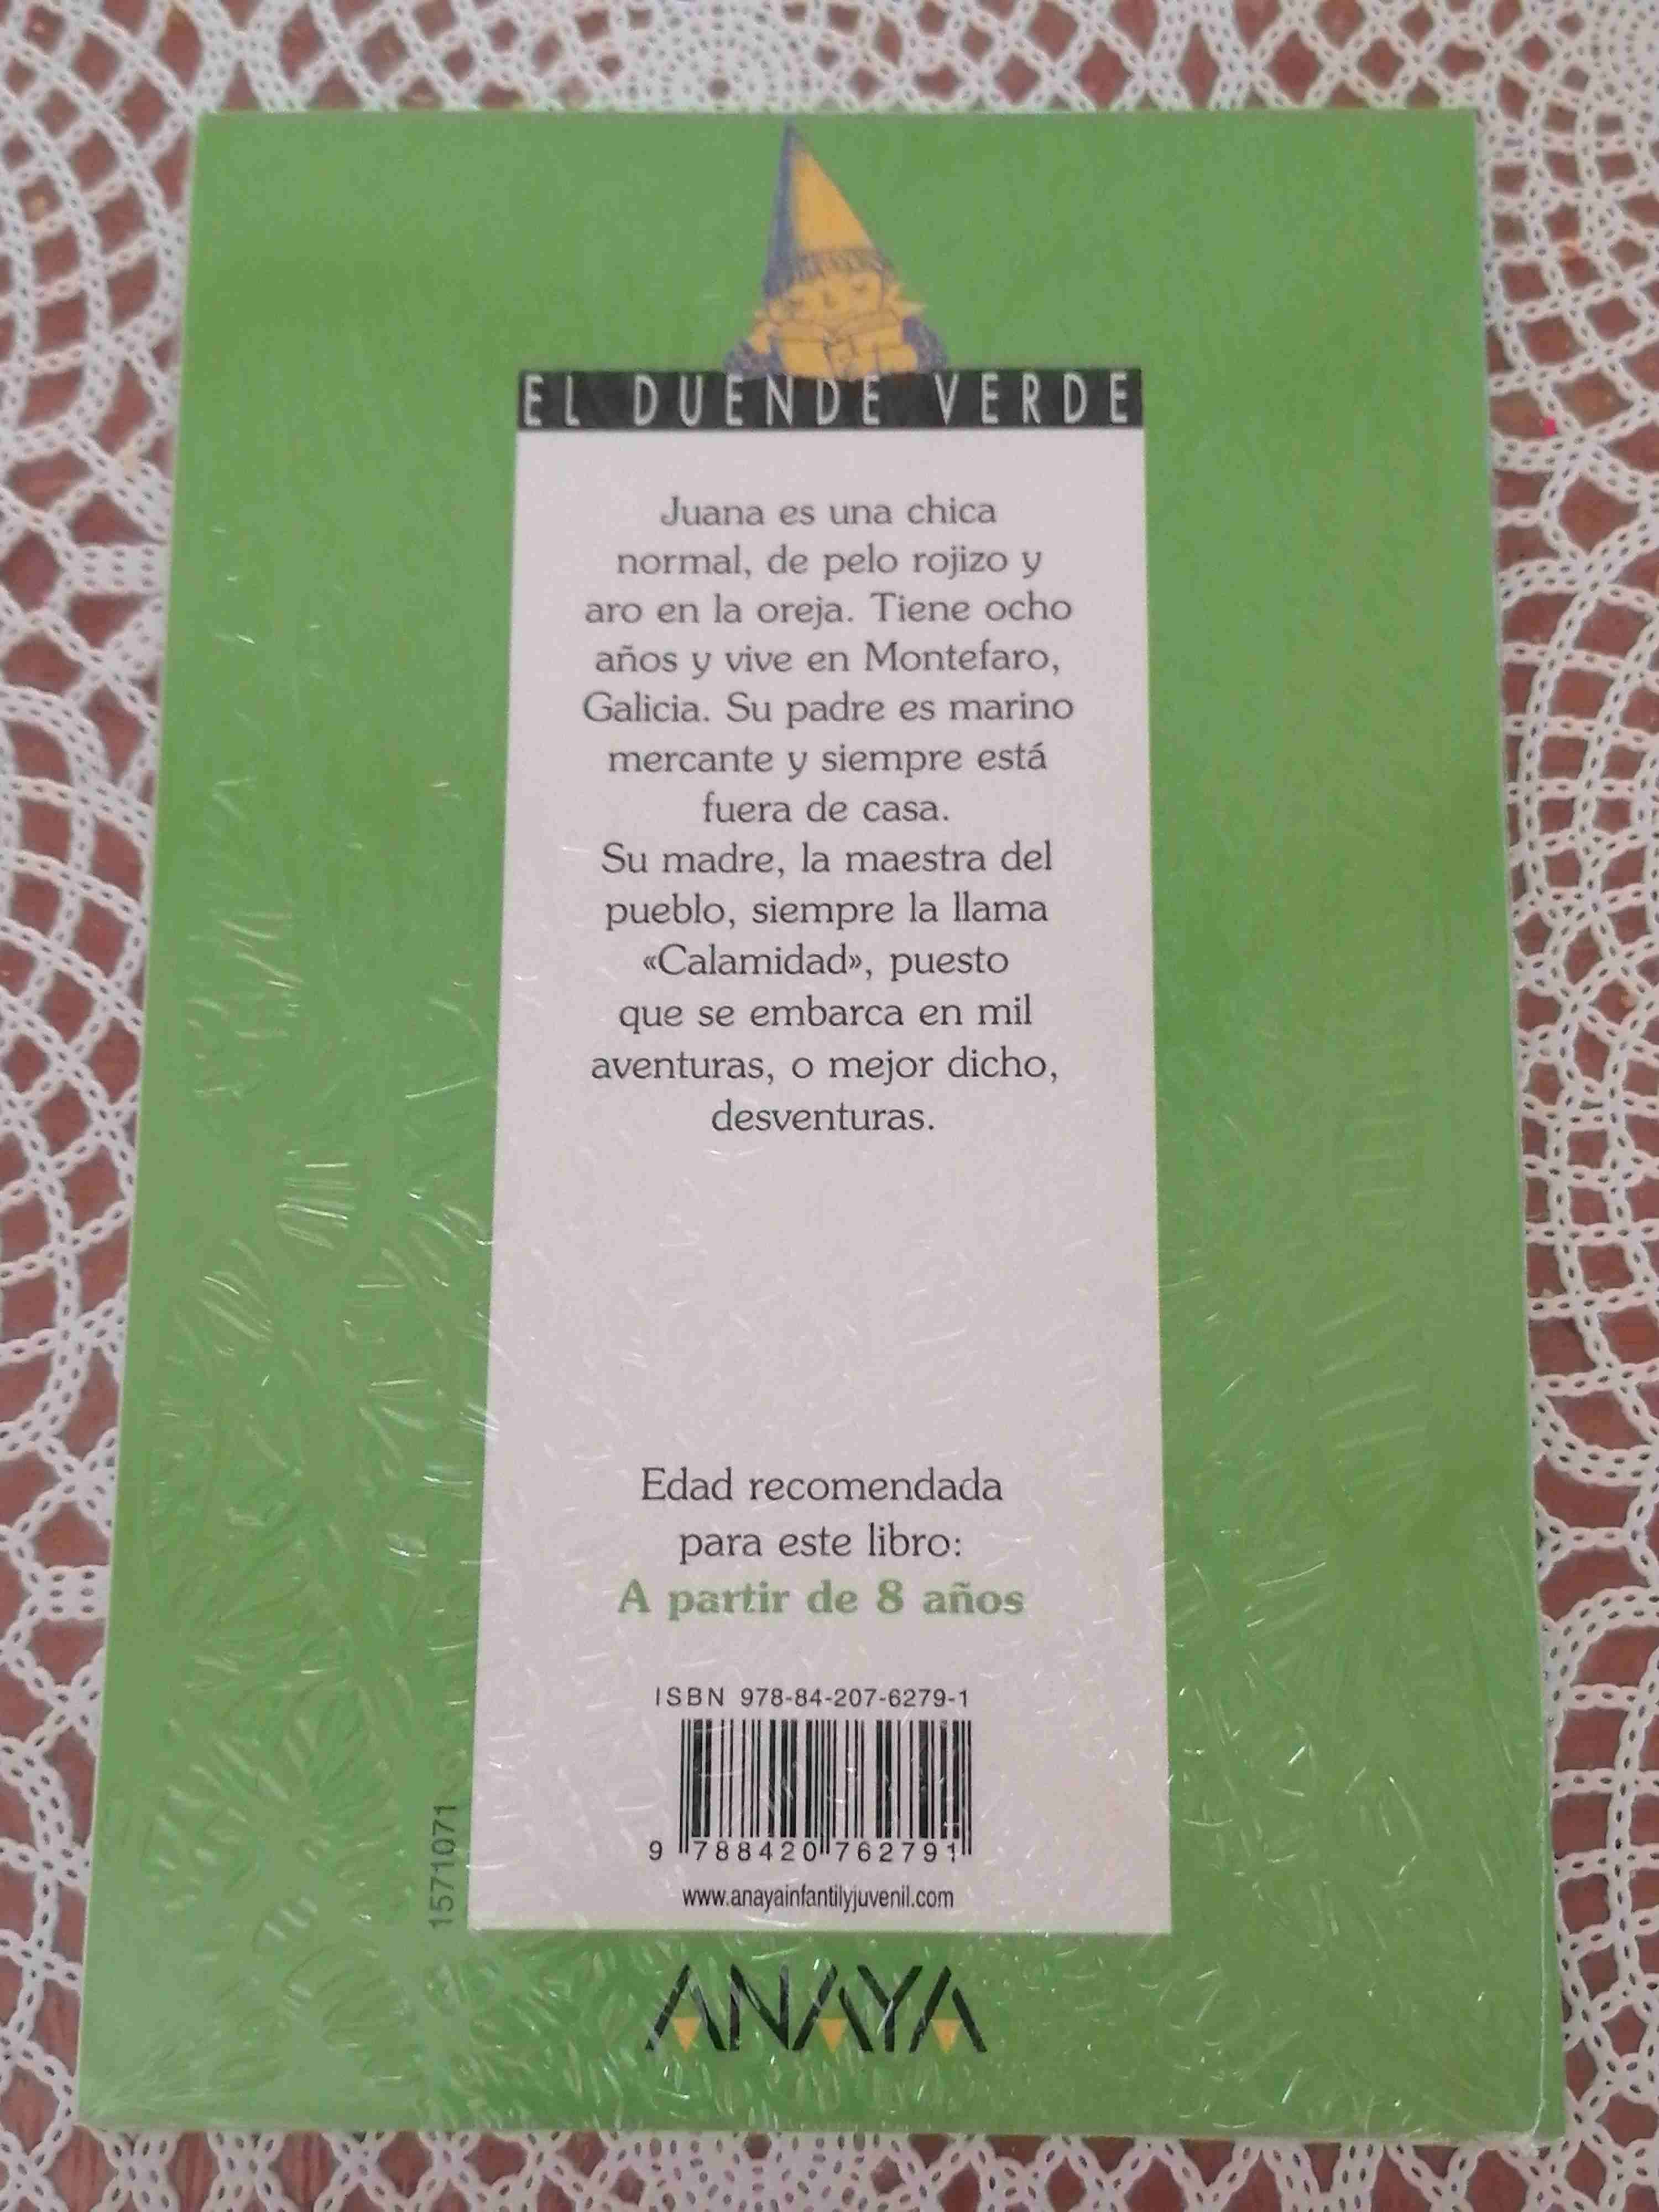 EL DUENDE VERDE
Juana es una chica
normal, de pelo rojizo y
aro en la oreja. Tiene ocho
años y vive en Montefaro,
Galicia. Su padre es marino
mercante y siempre está
fuera de casa.
Su madre, la maestra del
pueblo, siempre la llama
«Calamidad», puesto
que se embarca en mil
aventuras, o mejor dicho,
desventuras.
Edad recomendada
para este libro:
A partir de 8 años
ISBN 978-84-207-6279-1
9 788420 762791
www.anayainfantilyjuvenil.com
1571071
ANAYA